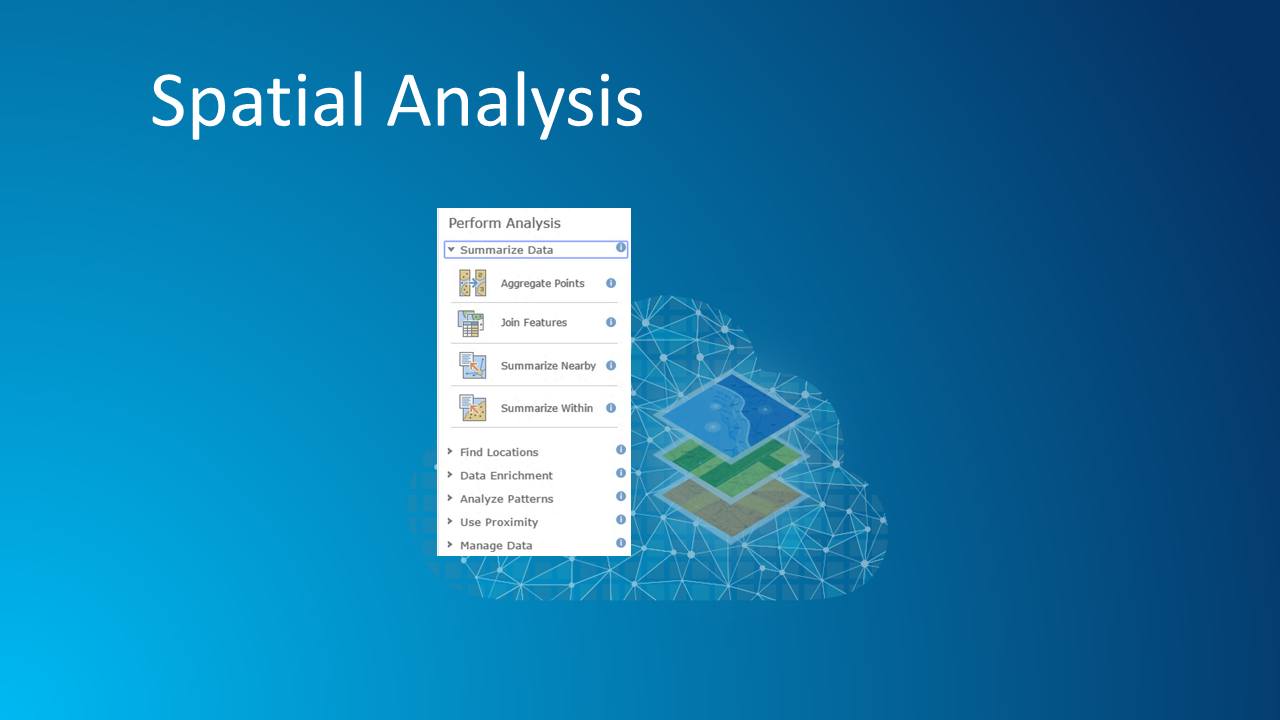 Spatial Analysis
Perform Analysis
Summarize Data
Aggregate Points
Join Features
Summarize Nearby
Summarize Within
Find Locations
Data Enrichment
Analyze Patterns
Use Proximity
Manage Data